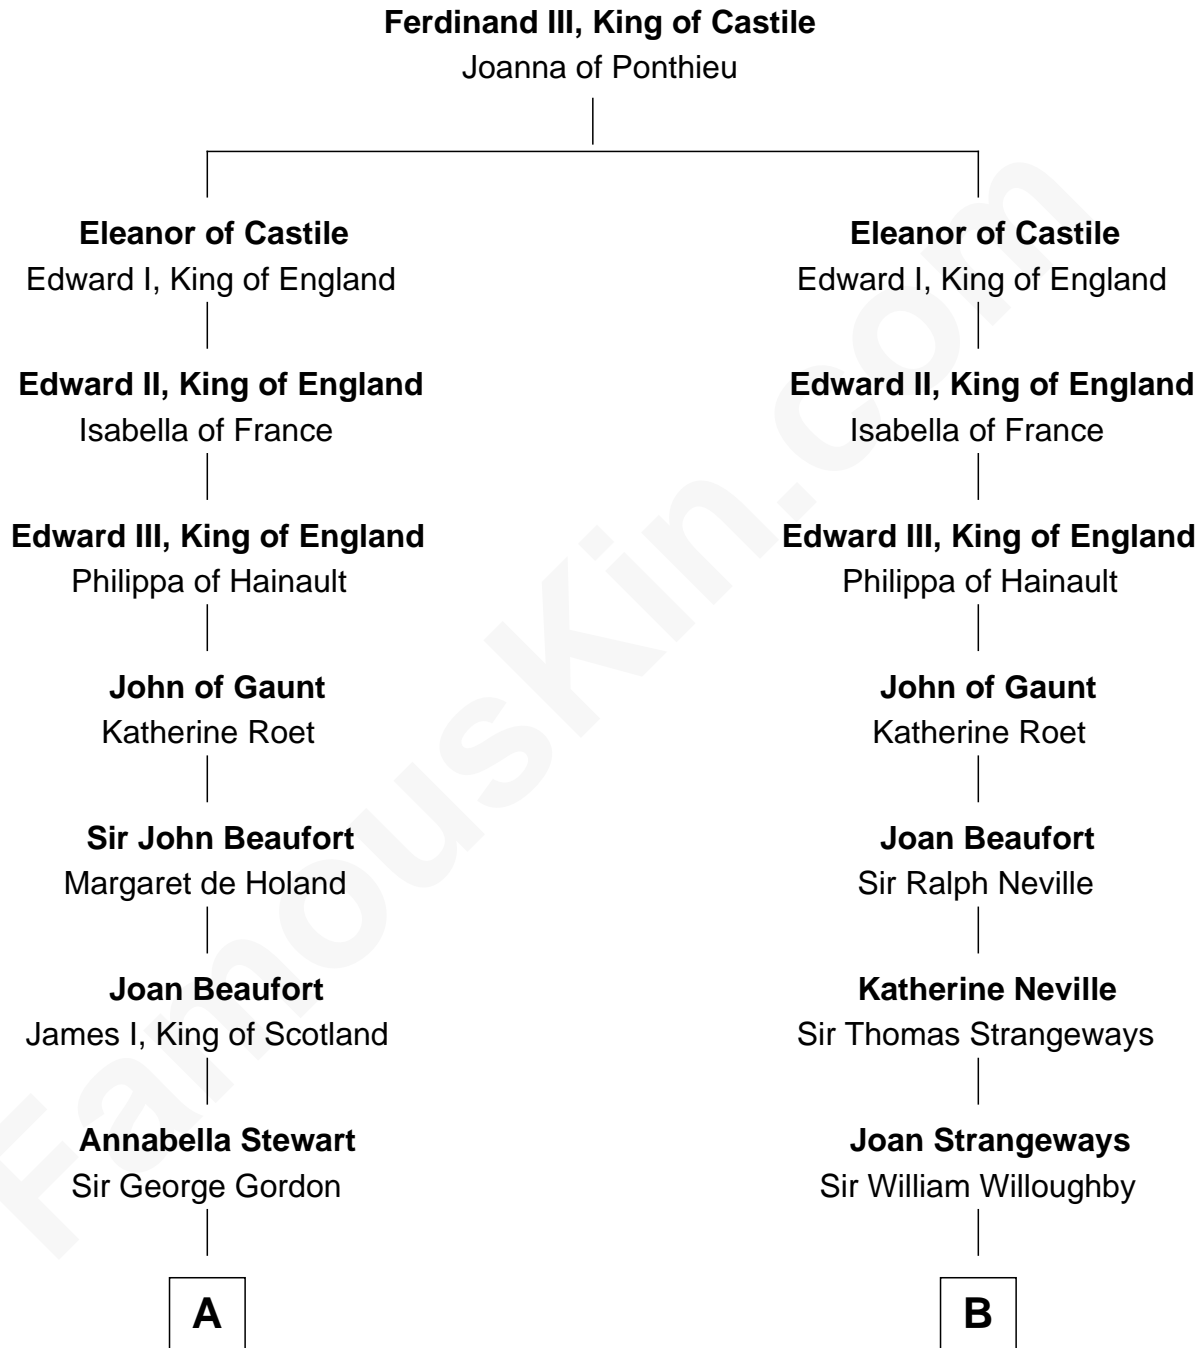 Ferdinand III, King of Castile
Joanna of Ponthieu
Eleanor of Castile
Edward I, King of England
Edward II, King of England
Isabella of France
Edward III, King of England
Philippa of Hainault
John of Gaunt
Katherine Roet
Sir John Beaufort
Margaret de Holand
Joan Beaufort
James I, King of Scotland
Annabella Stewart
Sir George Gordon
A
Eleanor of Castile
Edward I, King of England
Edward II, King of England
Isabella of France
Edward III, King of England
Philippa of Hainault
John of Gaunt
Katherine Roet
Joan Beaufort
Sir Ralph Neville
Katherine Neville
Sir Thomas Strangeways
Joan Strangeways
Sir William Willoughby
B
FamousKin.com